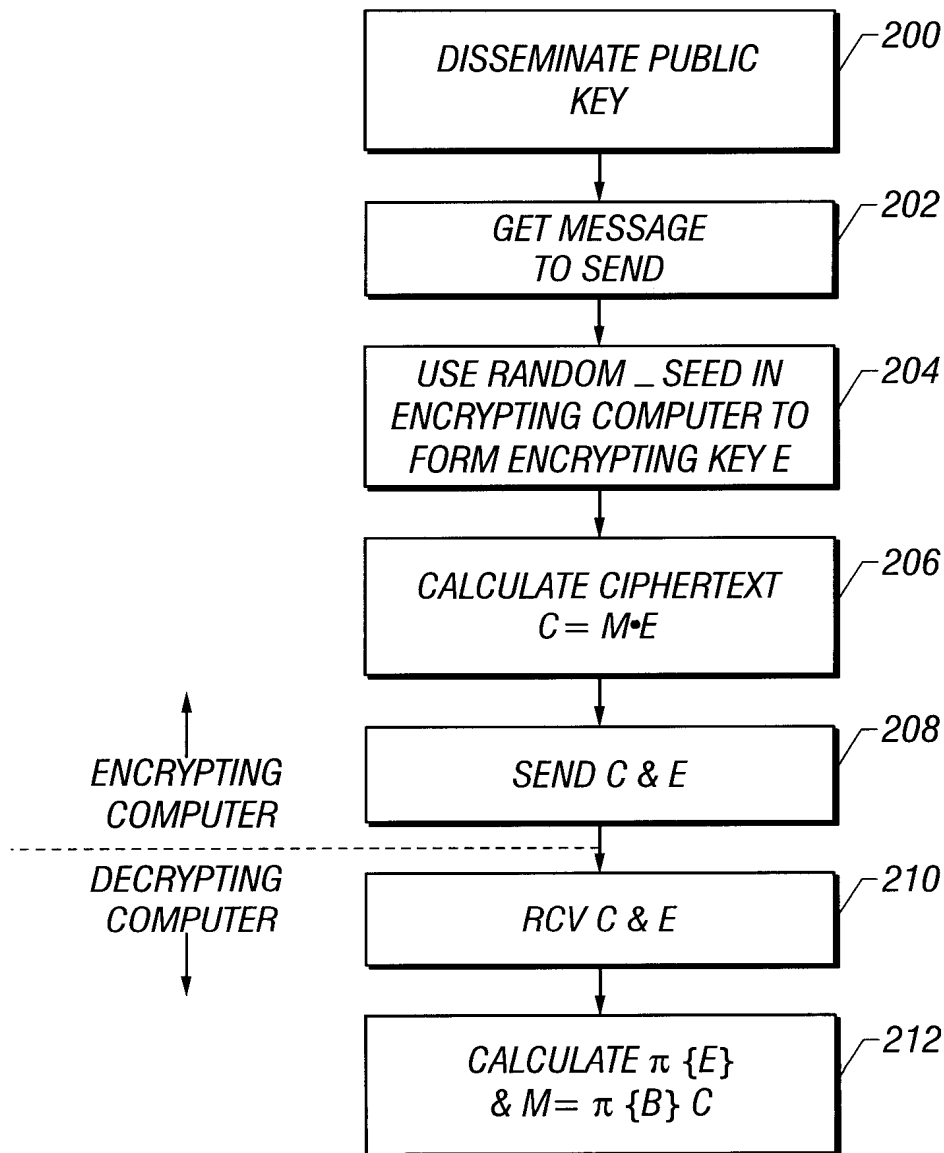 DISSEMINATE PUBLIC
KEY
200
GET MESSAGE
TO SEND
202
USE RANDOM _ SEED IN
ENCRYPTING COMPUTER TO
FORM ENCRYPTING KEY E
204
CALCULATE CIPHERTEXT
C = M•E
206
SEND C & E
208
ENCRYPTING
COMPUTER
DECRYPTING
COMPUTER
RCV C & E
210
CALCULATE π {E}
& M = π {B} C
212